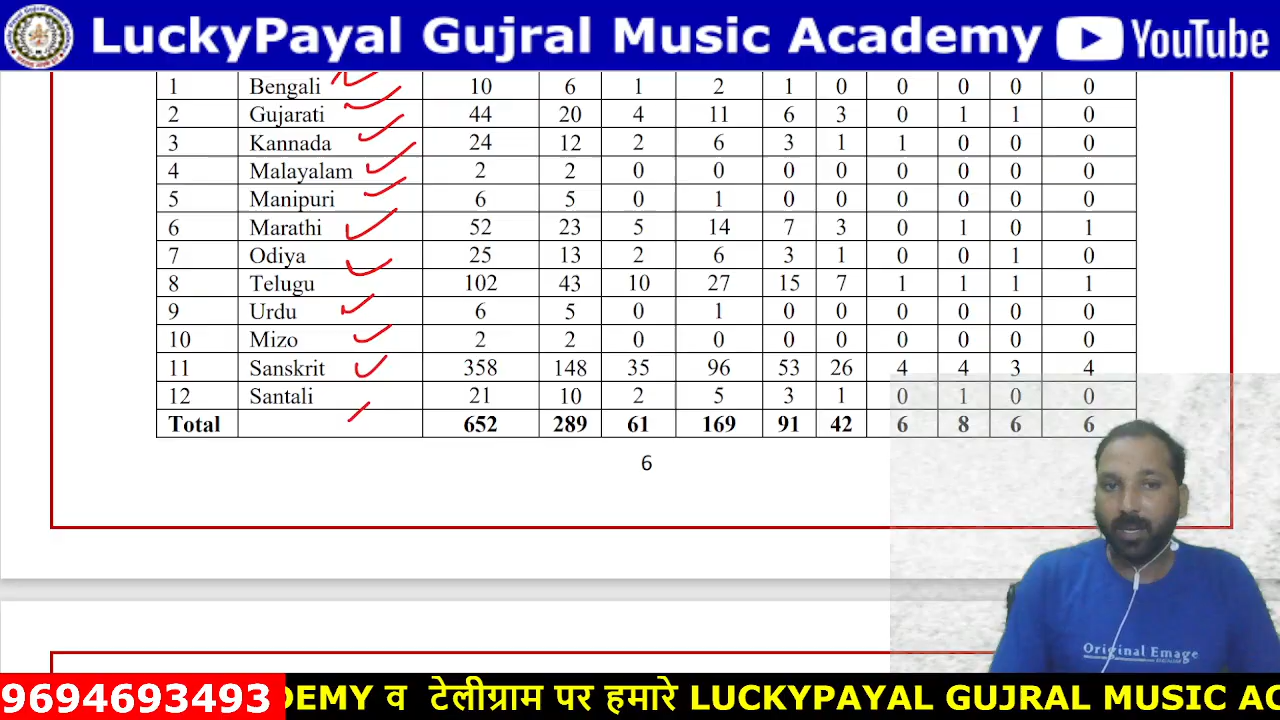 LuckyPayal Gujral Music Academy YouTube
1 Bengali 10 6 1 2 1 0 0 0 0 0
2 Gujarati 44 20 4 11 6 3 0 1 1 0
3 Kannada 24 12 2 6 3 1 1 0 0 0
4 Malayalam 2 2 0 0 0 0 0 0 0 0
5 Manipuri 6 5 0 1 0 0 0 0 0 0
6 Marathi 52 23 5 14 7 3 0 1 0 1
7 Odiya 25 13 2 6 3 1 0 0 1 0
8 Telugu 102 43 10 27 15 7 1 1 1 1
9 Urdu 6 5 0 1 0 0 0 0 0 0
10 Mizo 2 2 0 0 0 0 0 0 0 0
11 Sanskrit 358 148 35 96 53 26 4 4 3 4
12 Santali 21 10 2 5 3 1 0 1 0 0
Total 652 289 61 169 91 42 6 8 6 6
6
Original Emage
9694693493 DEMY व टेलीग्राम पर हमारे LUCKYPAYAL GUJRAL MUSIC AC